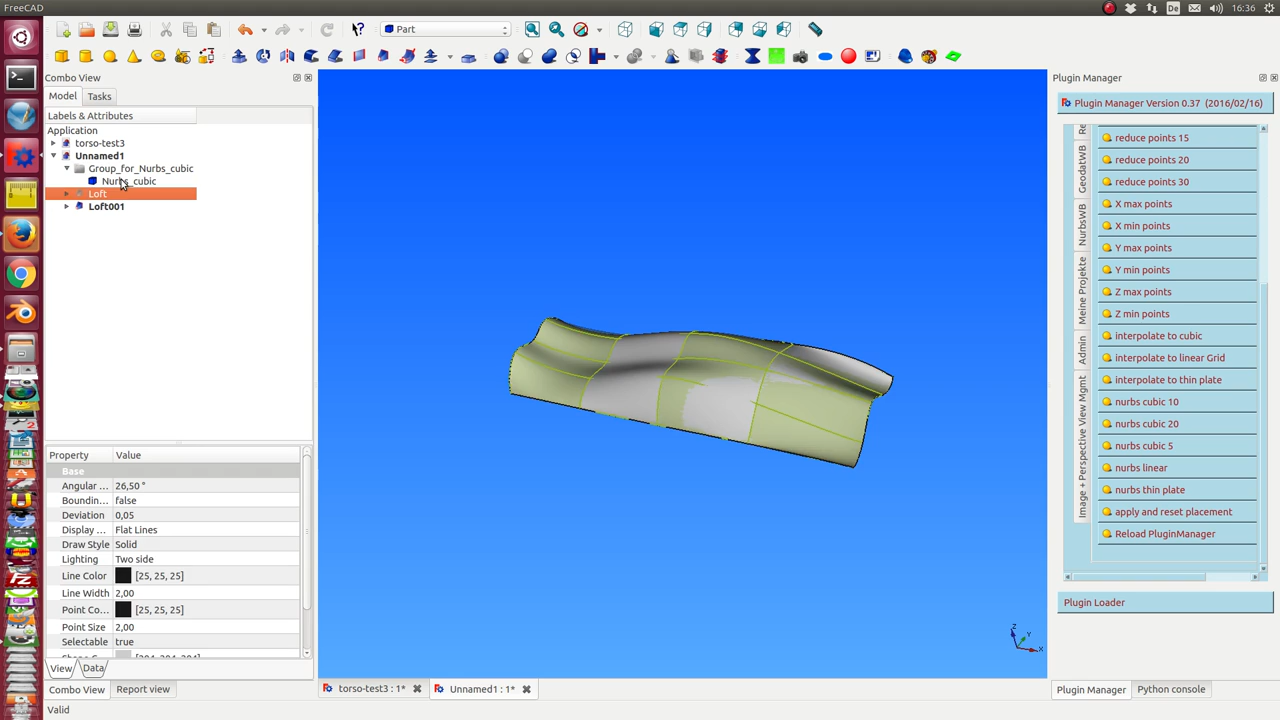 FreeCAD
De
16:36
Part
Combo View
Plugin Manager
Model
Tasks
Plugin Manager Version 0.37 (2016/02/16)
Labels & Attributes
Application
torso-test3
Unnamed1
Group_for_Nurbs_cubic
Nurbs_cubic
Loft
Loft001
Re
GeodatWB
NurbsWB
Meine Projekte
Admin
Image + Perspective View Mgmt
reduce points 15
reduce points 20
reduce points 30
X max points
X min points
Y max points
Y min points
Z max points
Z min points
interpolate to cubic
interpolate to linear Grid
interpolate to thin plate
nurbs cubic 10
nurbs cubic 20
nurbs cubic 5
nurbs linear
nurbs thin plate
apply and reset placement
Reload PluginManager
Plugin Loader
Property
Value
Base
Angular ...
26,50 °
Boundin...
false
Deviation
0,05
Display ...
Flat Lines
Draw Style
Solid
Lighting
Two side
Line Color
[25, 25, 25]
Line Width
2,00
Point Co...
[25, 25, 25]
Point Size
2,00
Selectable
true
Z
Y
X
View
Data
Combo View
Report view
torso-test3 : 1*
Unnamed1 : 1*
Plugin Manager
Python console
Valid